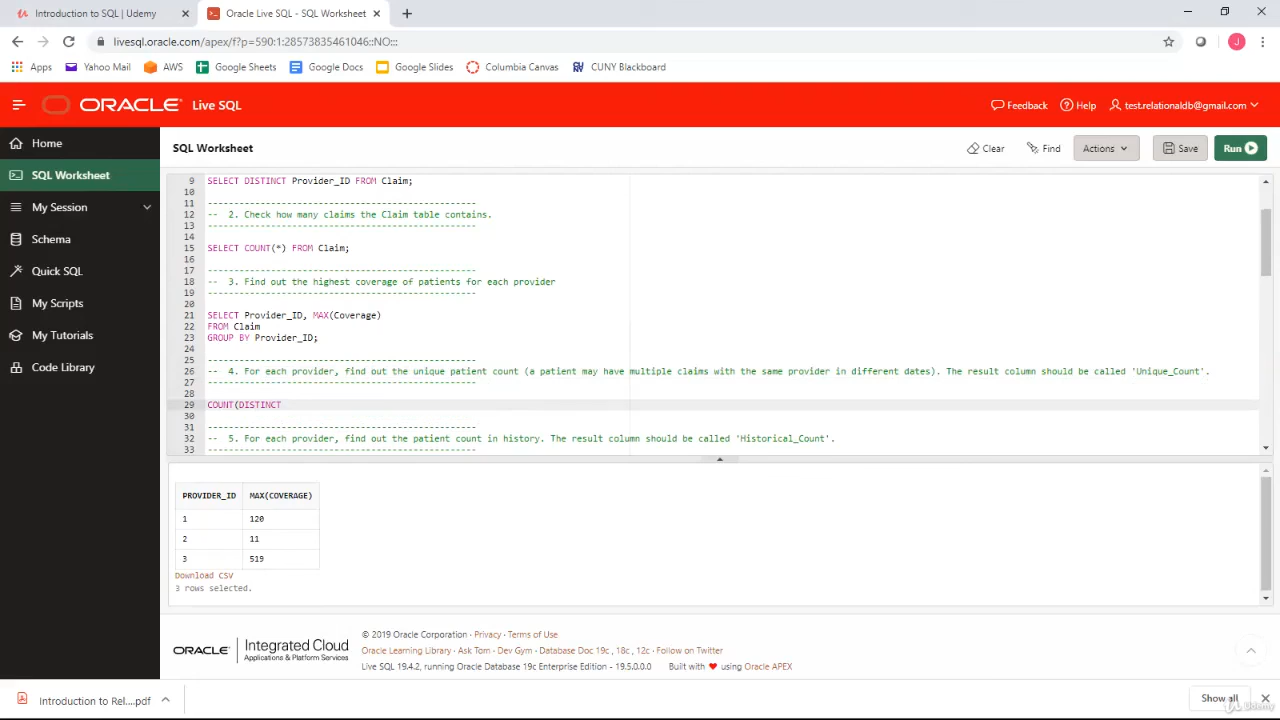 Introduction to SQL | Udemy
Oracle Live SQL - SQL Worksheet
livesql.oracle.com/apex/f?p=590:1:28573835461046::NO:::
J
Apps
Yahoo Mail
AWS
Google Sheets
Google Docs
Google Slides
Columbia Canvas
CUNY Blackboard
ORACLE Live SQL
Feedback
Help
test.relationaldb@gmail.com
Home
SQL Worksheet
My Session
Schema
Quick SQL
My Scripts
My Tutorials
Code Library
SQL Worksheet
Clear
Find
Actions
Save
Run
9 SELECT DISTINCT Provider_ID FROM Claim;
10
11 --------------------------------------------------
12 -- 2. Check how many claims the Claim table contains.
13 --------------------------------------------------
14
15 SELECT COUNT(*) FROM Claim;
16
17 --------------------------------------------------
18 -- 3. Find out the highest coverage of patients for each provider
19 --------------------------------------------------
20
21 SELECT Provider_ID, MAX(Coverage)
22 FROM Claim
23 GROUP BY Provider_ID;
24
25 --------------------------------------------------
26 -- 4. For each provider, find out the unique patient count (a patient may have multiple claims with the same provider in different dates). The result column should be called 'Unique_Count'.
27 --------------------------------------------------
28
29 COUNT(DISTINCT
30
31 --------------------------------------------------
32 -- 5. For each provider, find out the patient count in history. The result column should be called 'Historical_Count'.
33 --------------------------------------------------
PROVIDER_ID MAX(COVERAGE)
1 120
2 11
3 519
Download CSV
3 rows selected.
ORACLE Integrated Cloud
Applications & Platform Services
© 2019 Oracle Corporation · Privacy · Terms of Use
Oracle Learning Library · Ask Tom · Dev Gym · Database Doc 19c , 18c , 12c · Follow on Twitter
Live SQL 19.4.2, running Oracle Database 19c Enterprise Edition - 19.5.0.0.0 Built with ❤ using Oracle APEX
Introduction to Rel....pdf
Show all
Udemy